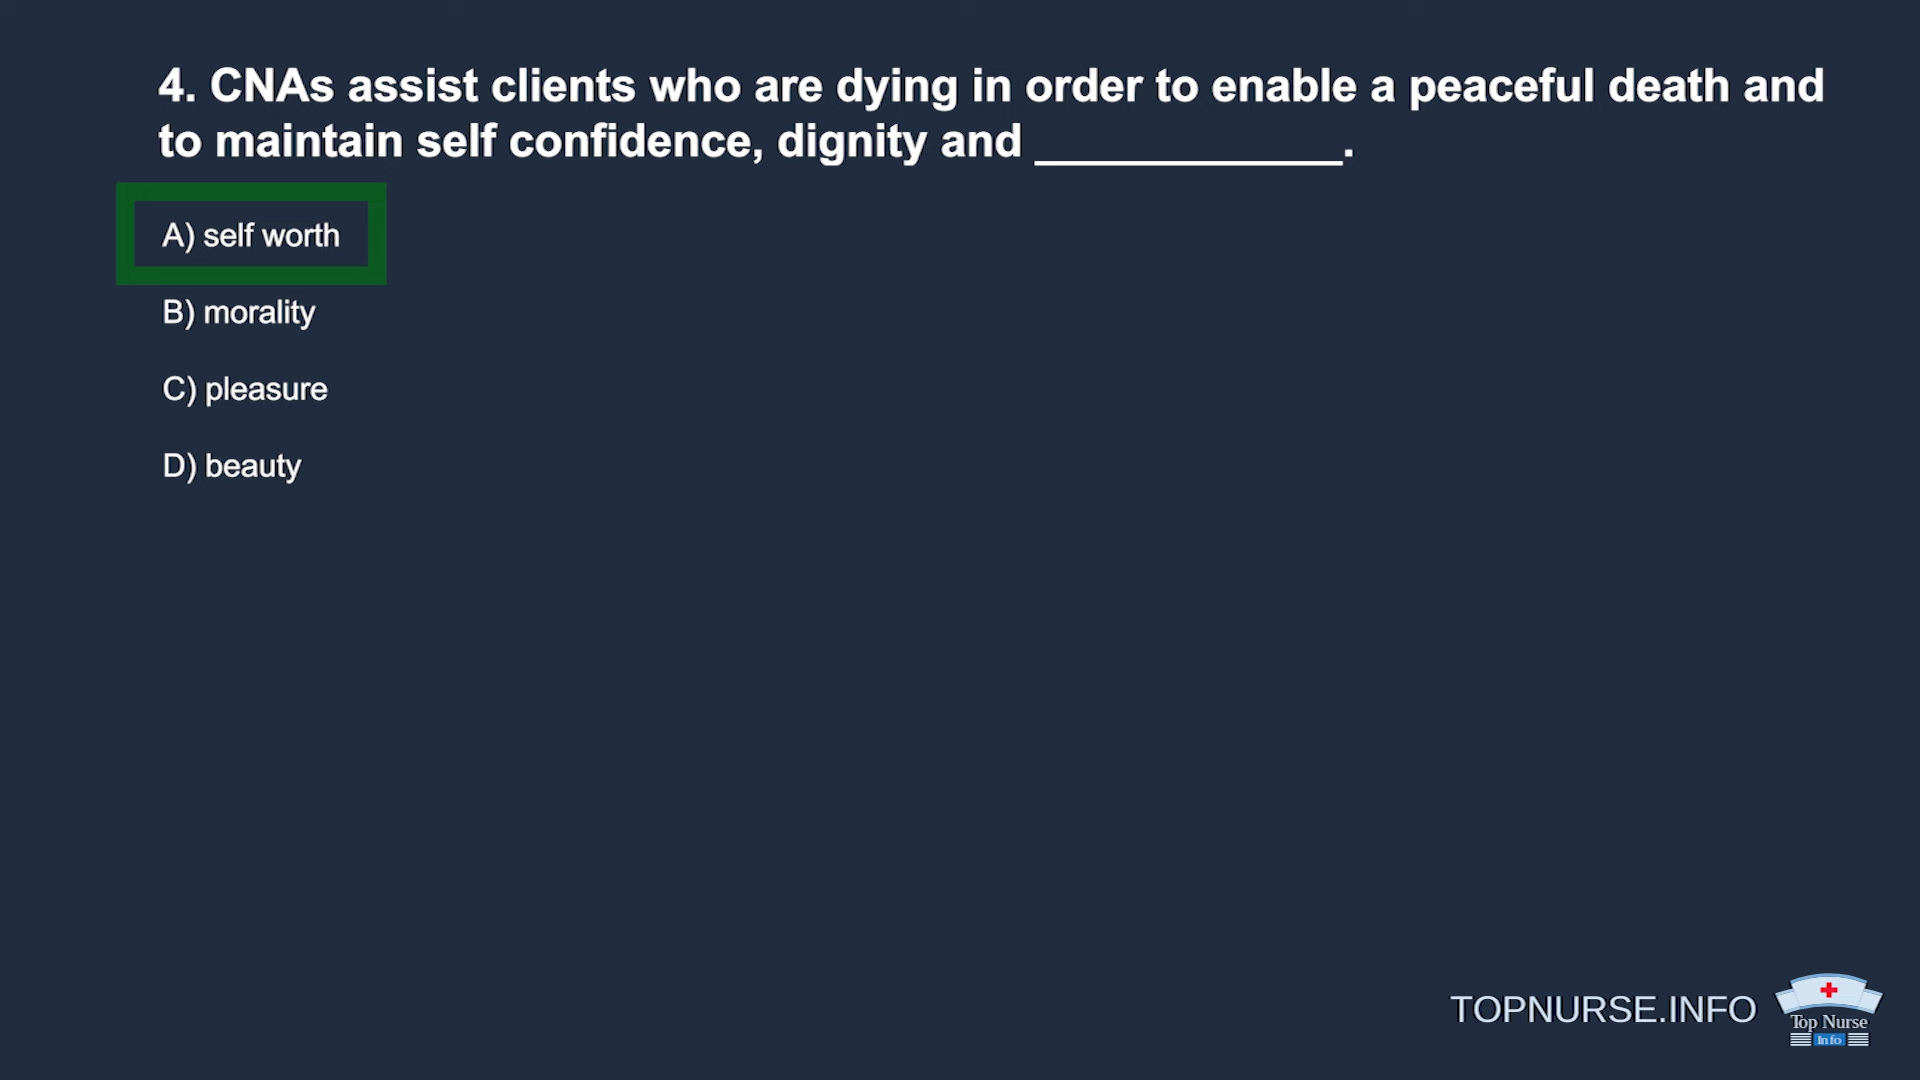 4. CNAs assist clients who are dying in order to enable a peaceful death and
to maintain self confidence, dignity and ____________.
A) self worth
B) morality
C) pleasure
D) beauty
TOPNURSE.INFO
Top Nurse
Info